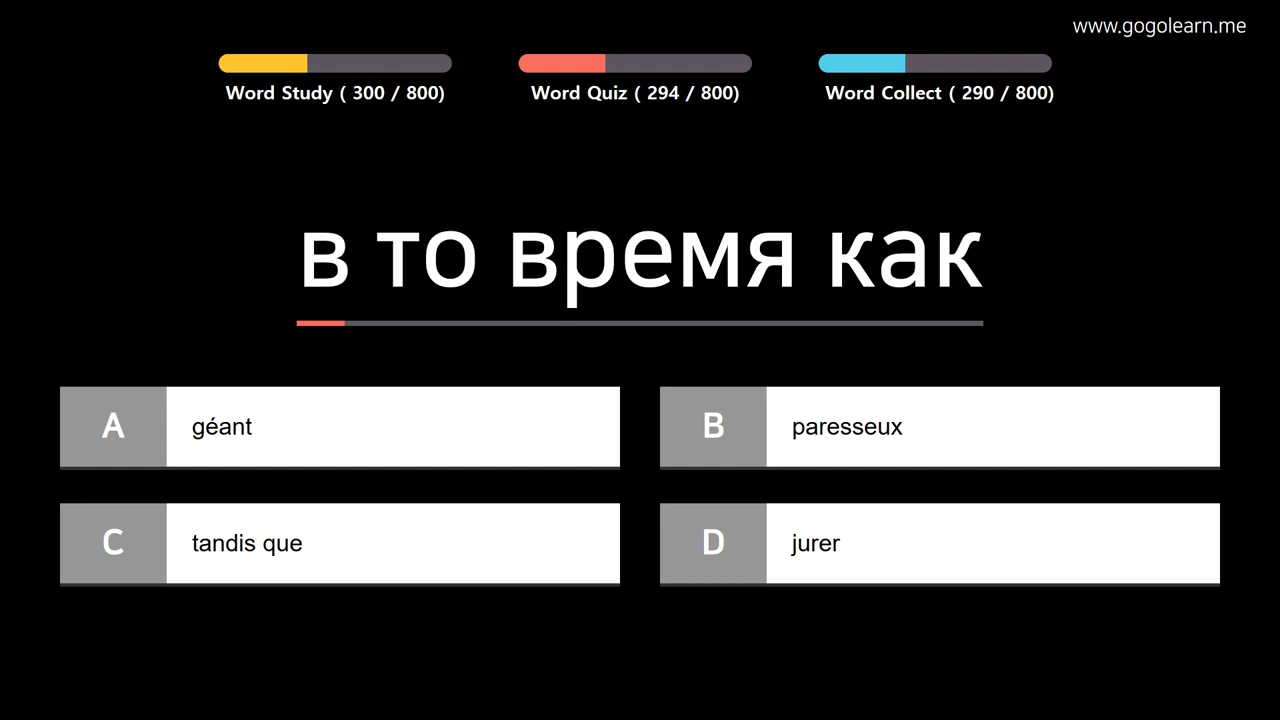 www.gogolearn.me
Word Study ( 300 / 800)
Word Quiz ( 294 / 800)
Word Collect ( 290 / 800)
в то время как
A géant
B paresseux
C tandis que
D jurer